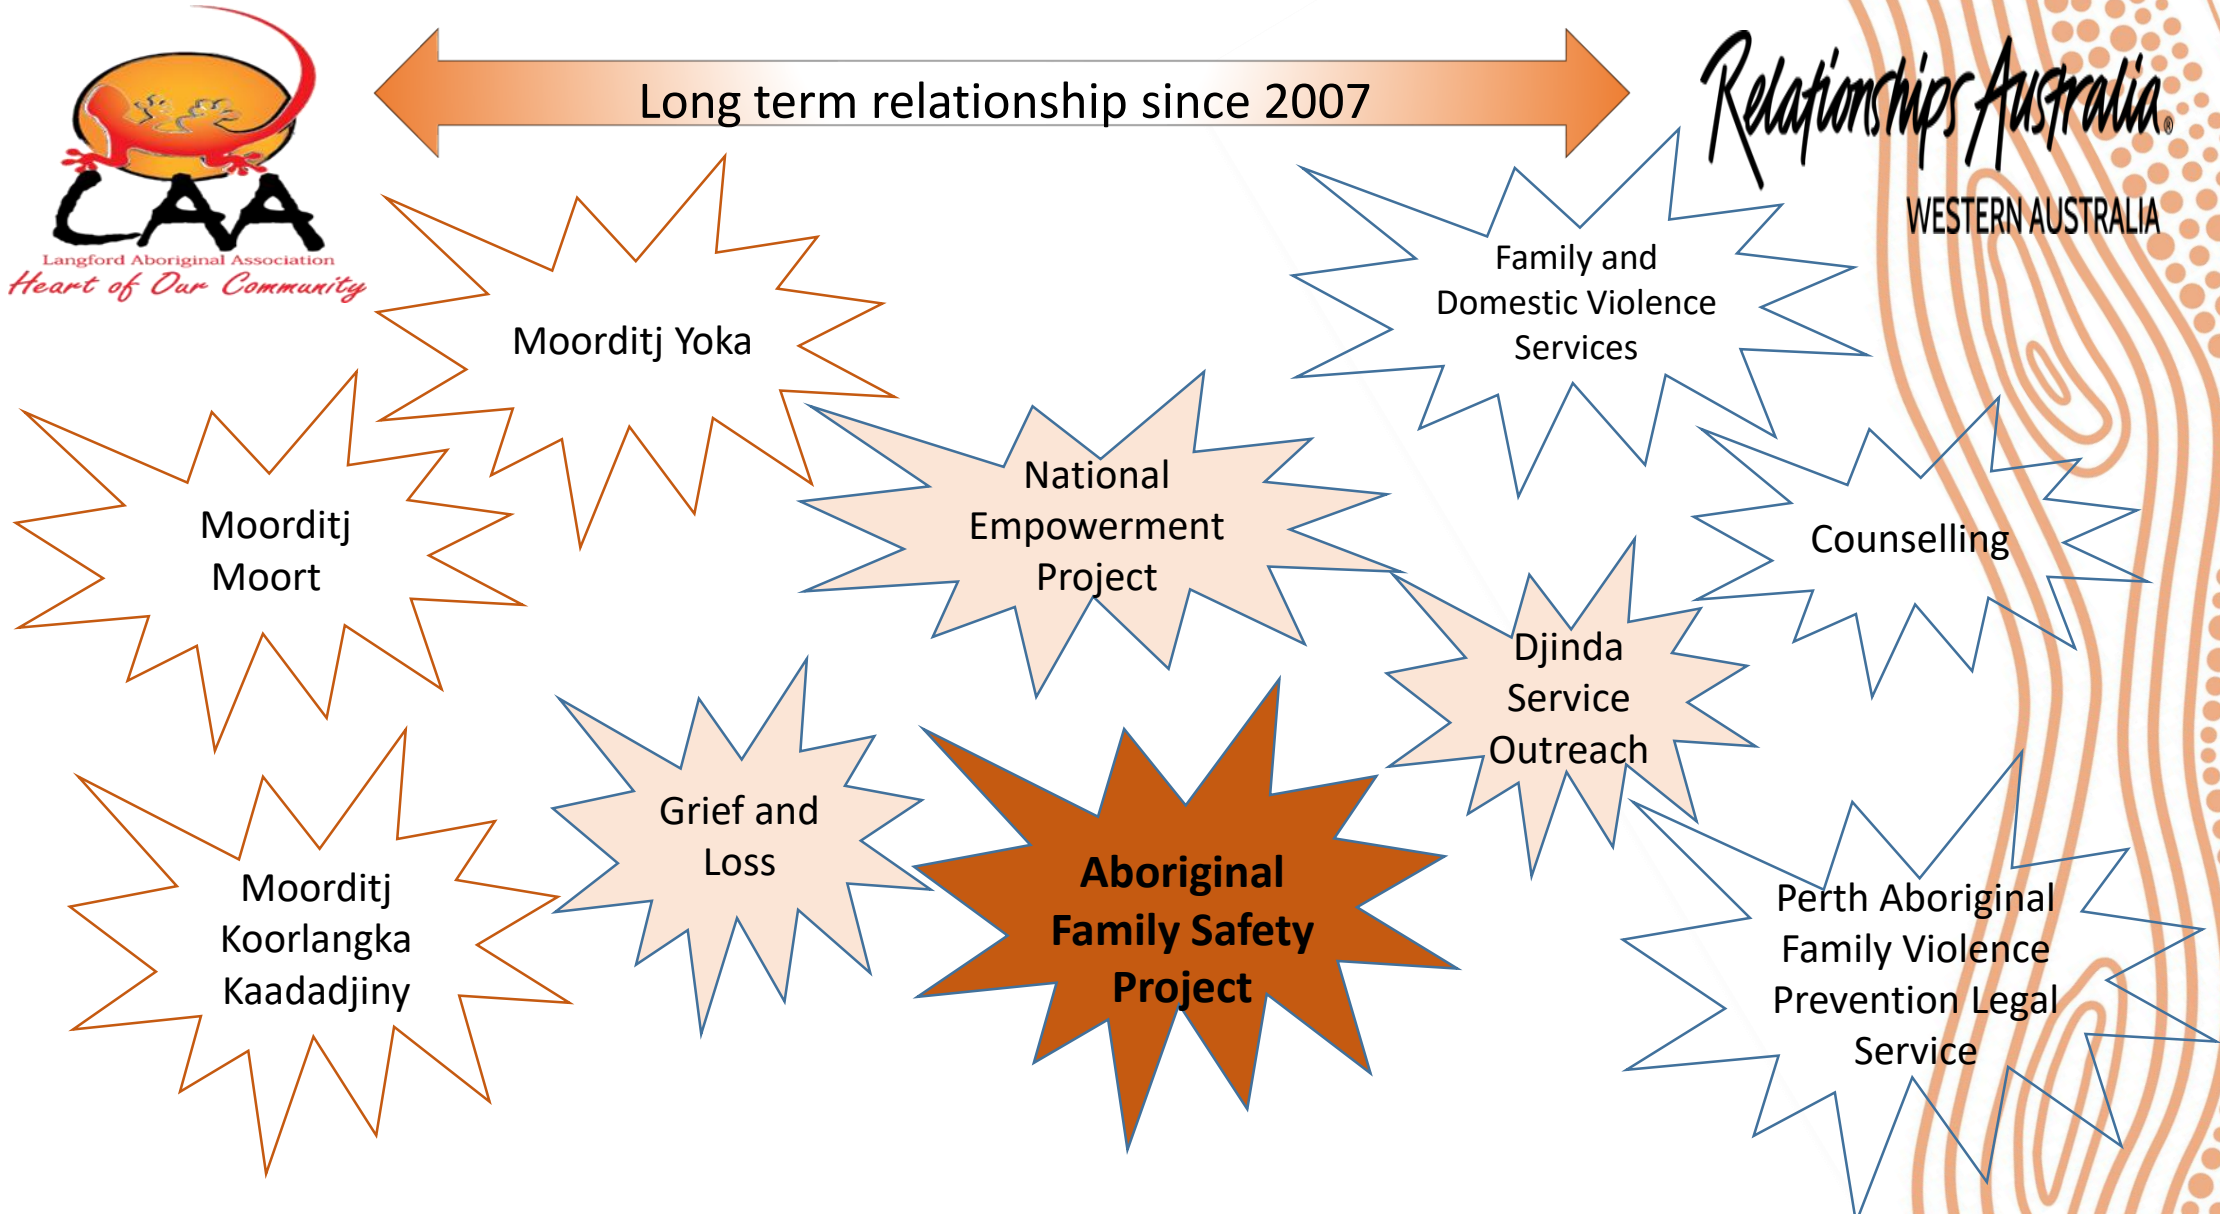 LAA
Langford Aboriginal Association
Heart of Our Community
Long term relationship since 2007
Relationships Australia®
WESTERN AUSTRALIA
Moorditj Yoka
Family and
Domestic Violence
Services
Moorditj
Moort
National
Empowerment
Project
Counselling
Djinda
Service
Outreach
Moorditj
Koorlangka
Kaadadjiny
Grief and
Loss
Aboriginal
Family Safety
Project
Perth Aboriginal
Family Violence
Prevention Legal
Service